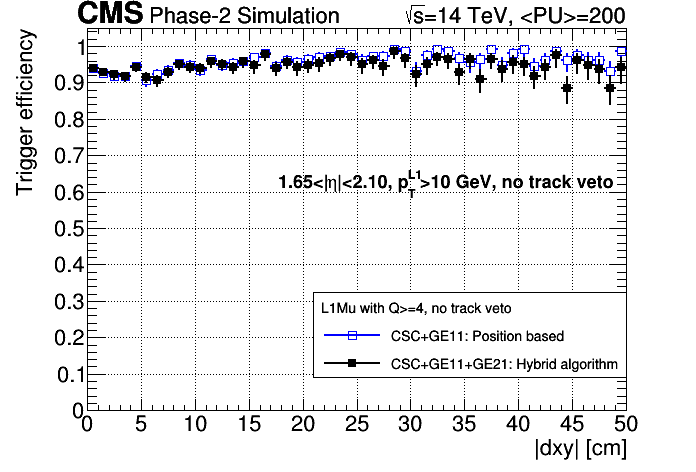 CMS Phase-2 Simulation √s=14 TeV, <PU>=200
Trigger efficiency
1
0.9
0.8
0.7
0.6
0.5
0.4
0.3
0.2
0.1
0
1.65<|η|<2.10, p_T^L1>10 GeV, no track veto
L1Mu with Q>=4, no track veto
CSC+GE11: Position based
CSC+GE11+GE21: Hybrid algorithm
0 5 10 15 20 25 30 35 40 45 50
|dxy| [cm]